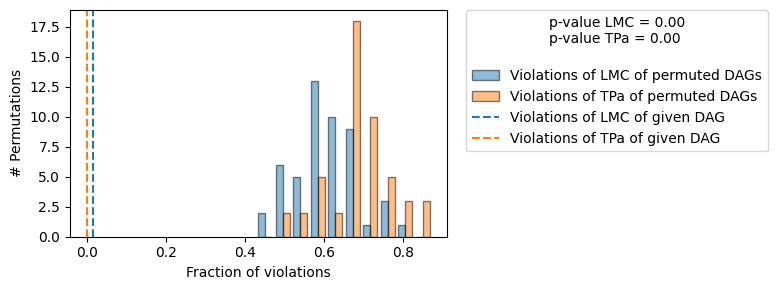 17.5
15.0
12.5
10.0
7.5
5.0
2.5
0.0
# Permutations
0.0 0.2 0.4 0.6 0.8
Fraction of violations
p-value LMC = 0.00
p-value TPa = 0.00
Violations of LMC of permuted DAGs
Violations of TPa of permuted DAGs
Violations of LMC of given DAG
Violations of TPa of given DAG